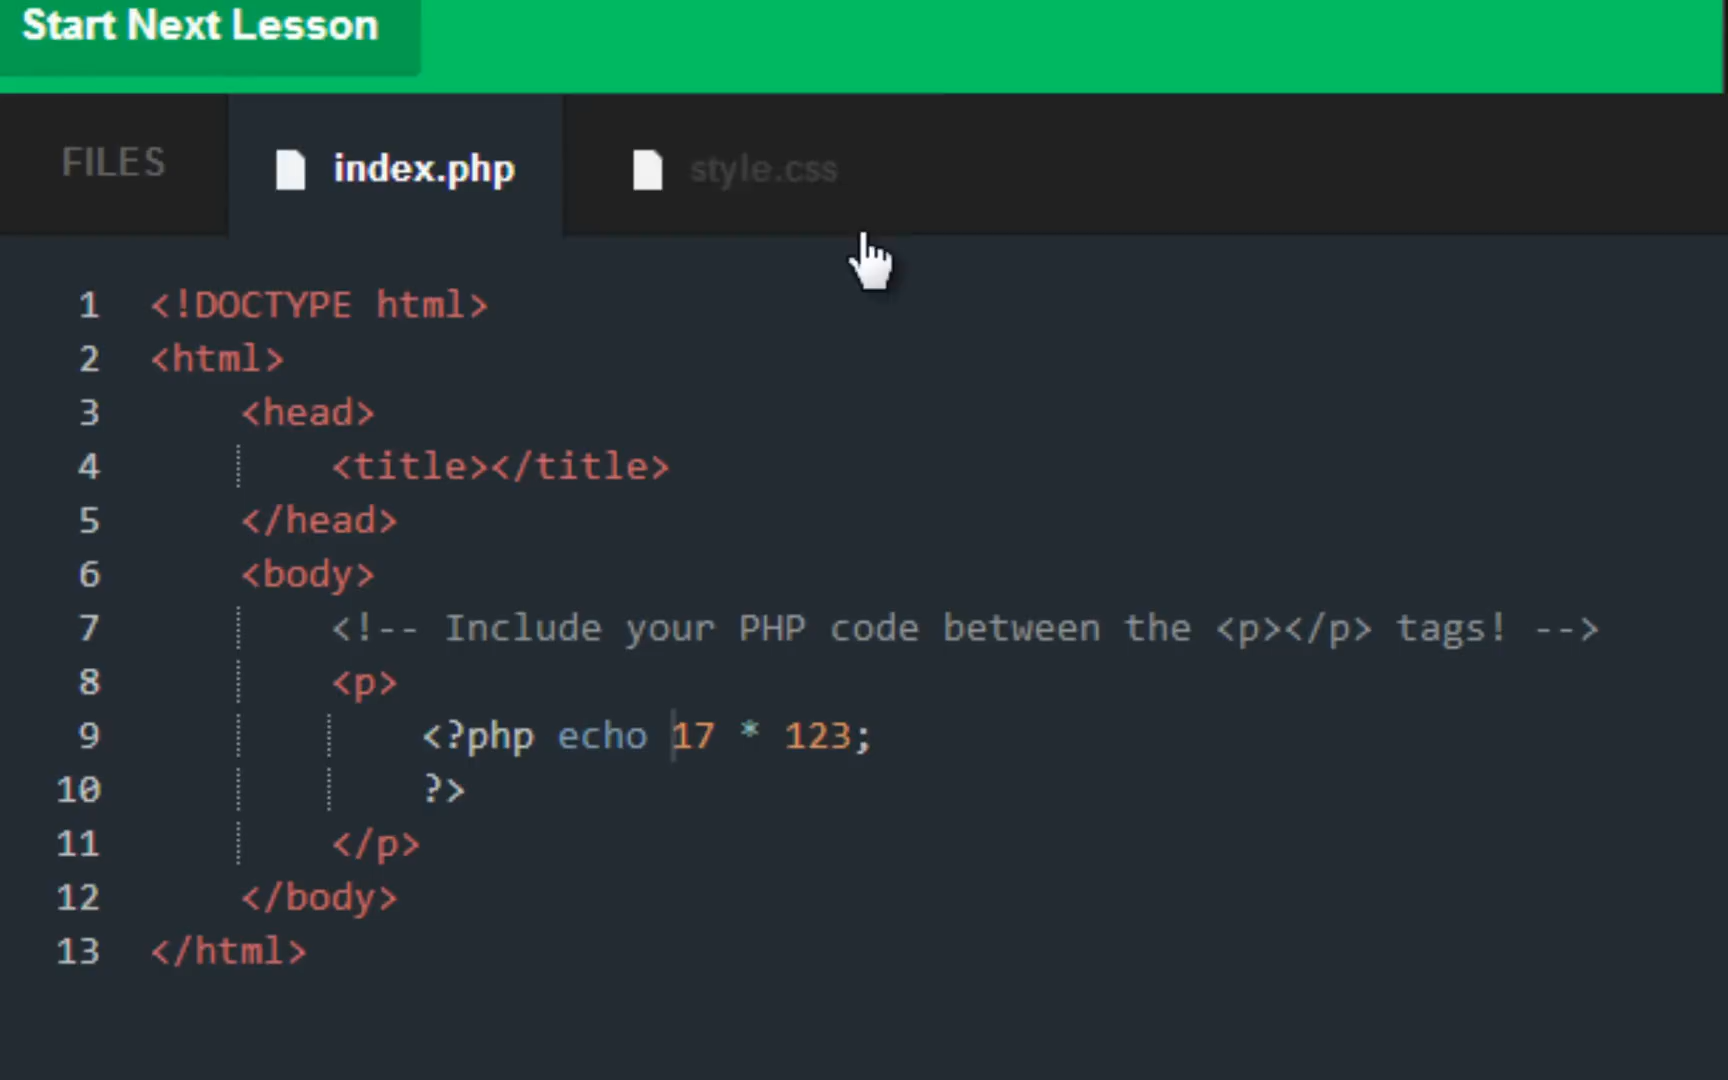 Start Next Lesson
FILES index.php style.css
1 <!DOCTYPE html>
2 <html>
3 <head>
4 <title></title>
5 </head>
6 <body>
7 <!-- Include your PHP code between the <p></p> tags! -->
8 <p>
9 <?php echo 17 * 123;
10 ?>
11 </p>
12 </body>
13 </html>